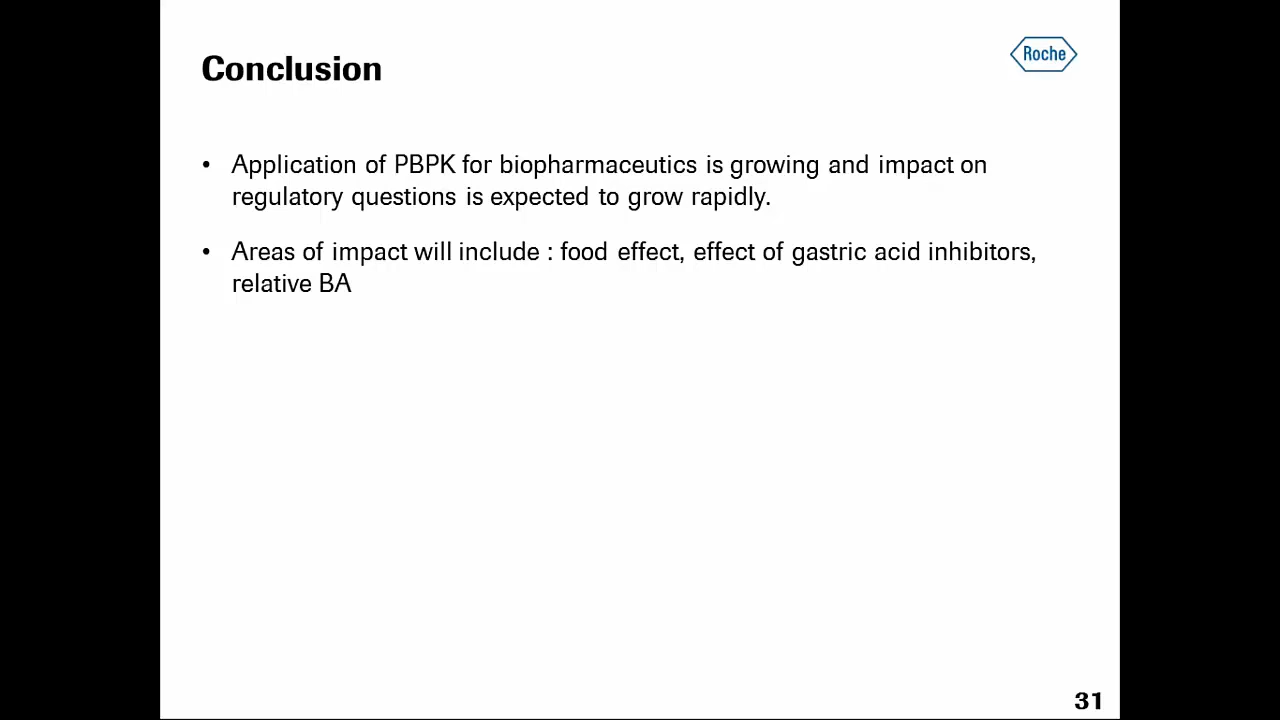 Conclusion
Roche
• Application of PBPK for biopharmaceutics is growing and impact on
regulatory questions is expected to grow rapidly.
• Areas of impact will include : food effect, effect of gastric acid inhibitors,
relative BA
31